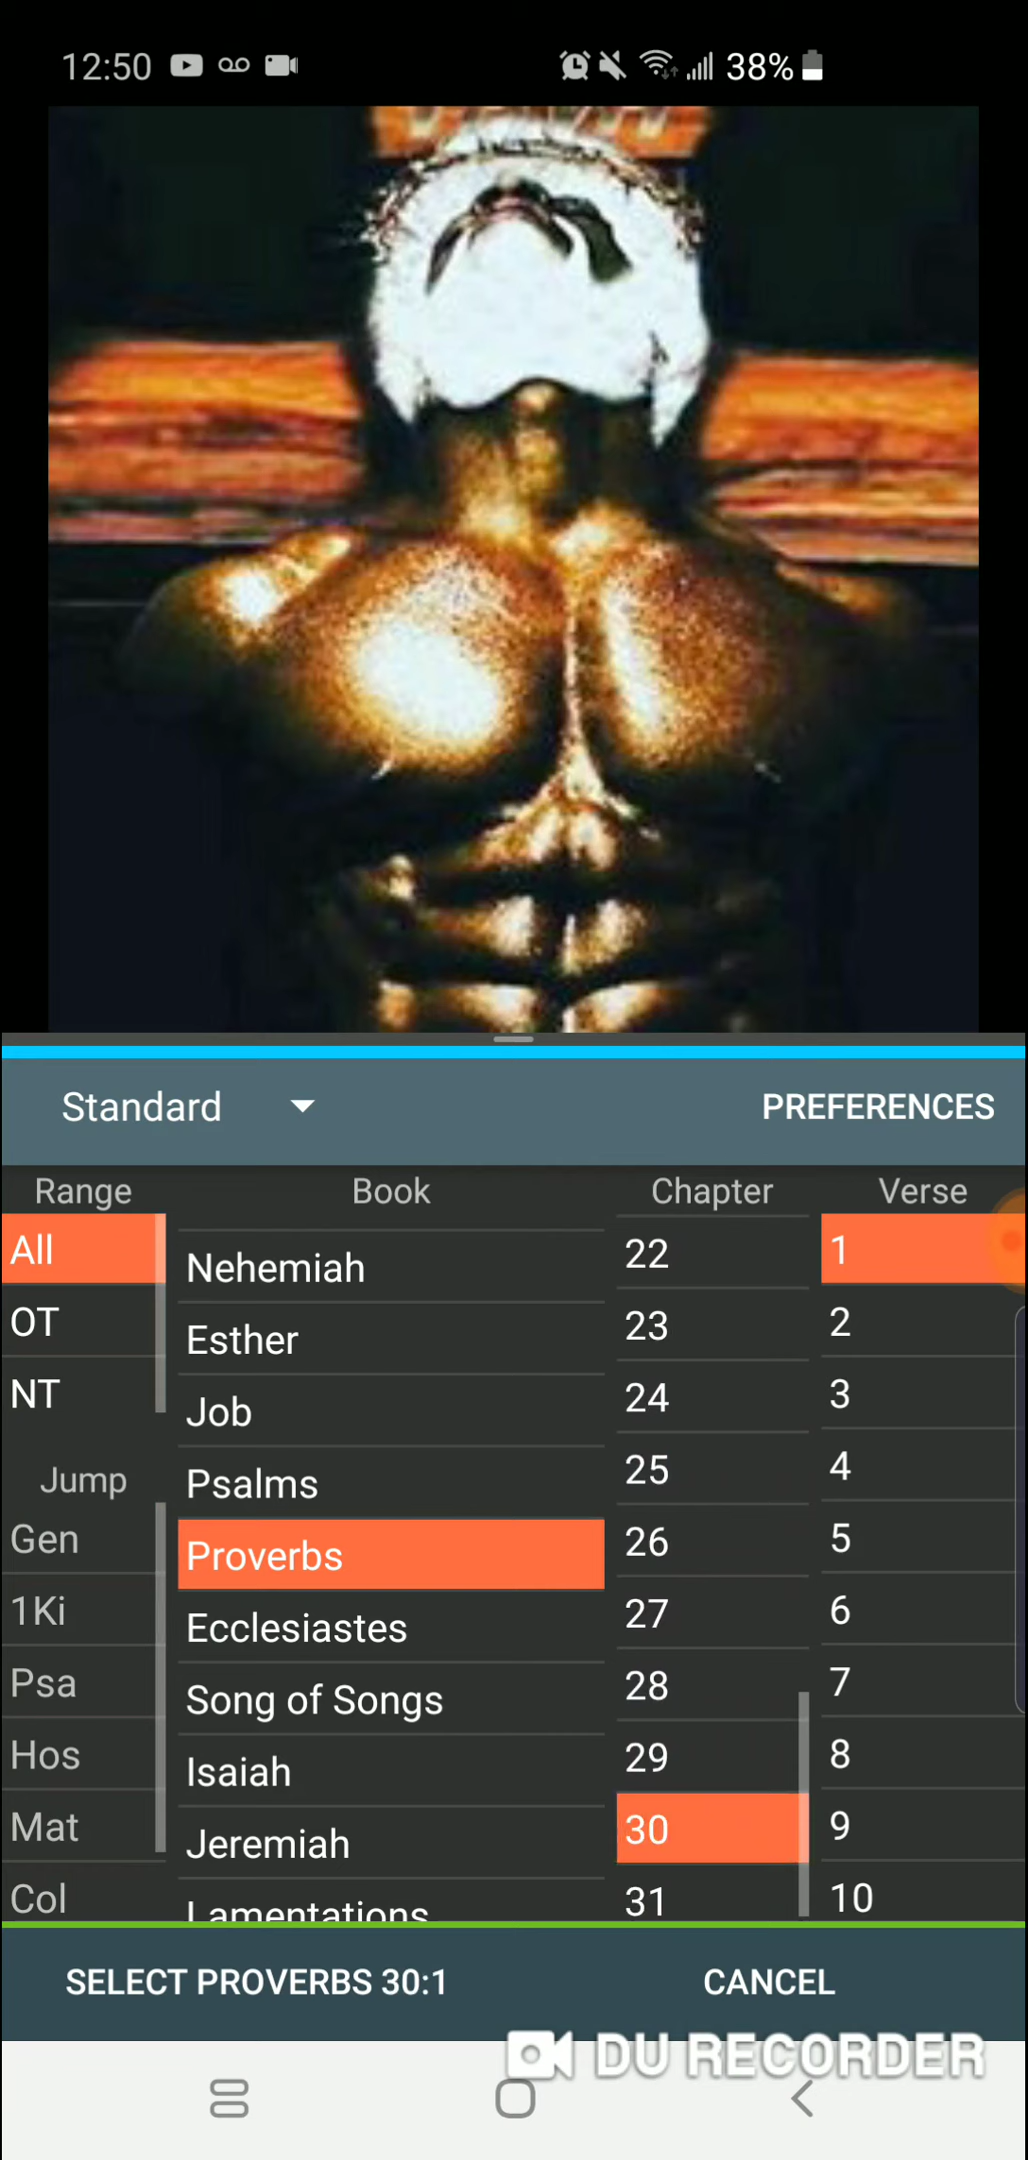 12:50 38%
Standard PREFERENCES
Range Book Chapter Verse
All
OT
NT
Jump
Gen
1Ki
Psa
Hos
Mat
Col
Nehemiah
Esther
Job
Psalms
Proverbs
Ecclesiastes
Song of Songs
Isaiah
Jeremiah
Lamentations
22
23
24
25
26
27
28
29
30
31
1
2
3
4
5
6
7
8
9
10
SELECT PROVERBS 30:1 CANCEL
DU RECORDER